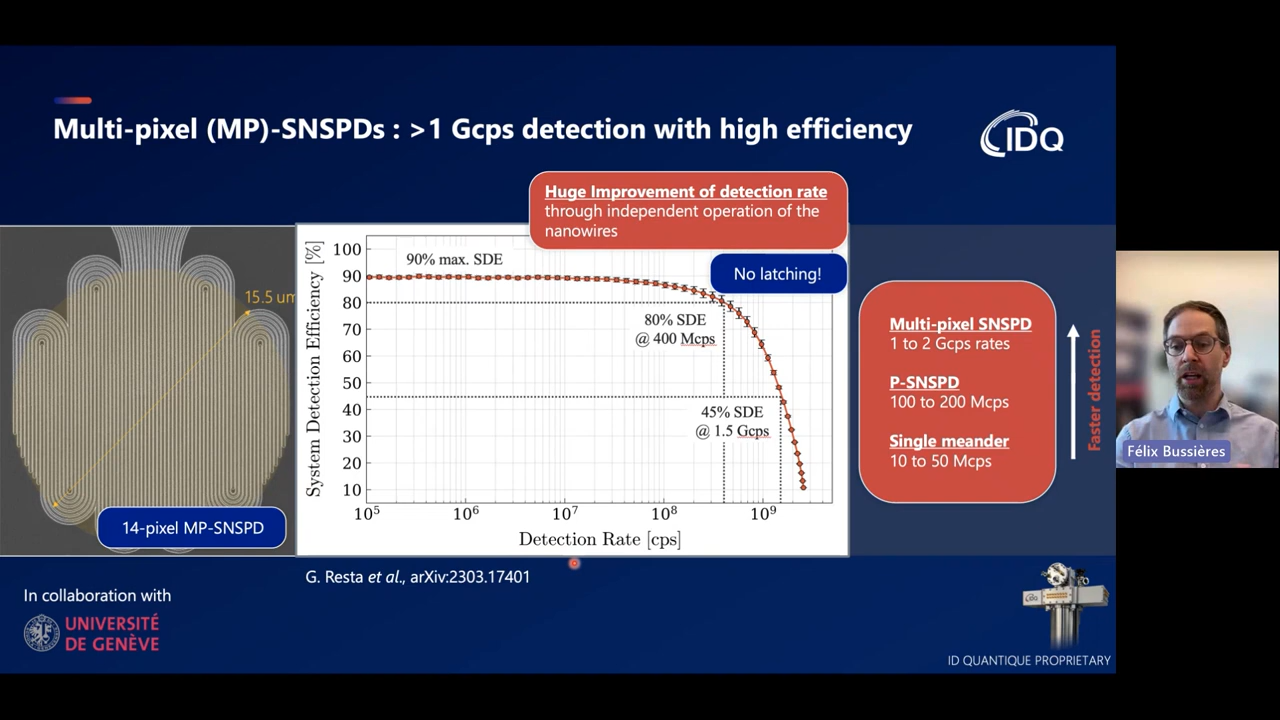 Multi-pixel (MP)-SNSPDs : >1 Gcps detection with high efficiency
IDQ
Huge Improvement of detection rate
through independent operation of the
nanowires
No latching!
15.5 um
14-pixel MP-SNSPD
System Detection Efficiency [%]
100
90
80
70
60
50
40
30
20
10
90% max. SDE
80% SDE
@ 400 Mcps
45% SDE
@ 1.5 Gcps
10⁵
10⁶
10⁷
10⁸
10⁹
Detection Rate [cps]
Multi-pixel SNSPD
1 to 2 Gcps rates
P-SNSPD
100 to 200 Mcps
Single meander
10 to 50 Mcps
Faster detection
Félix Bussières
G. Resta et al., arXiv:2303.17401
In collaboration with
UNIVERSITÉ
DE GENÈVE
ID QUANTIQUE PROPRIETARY